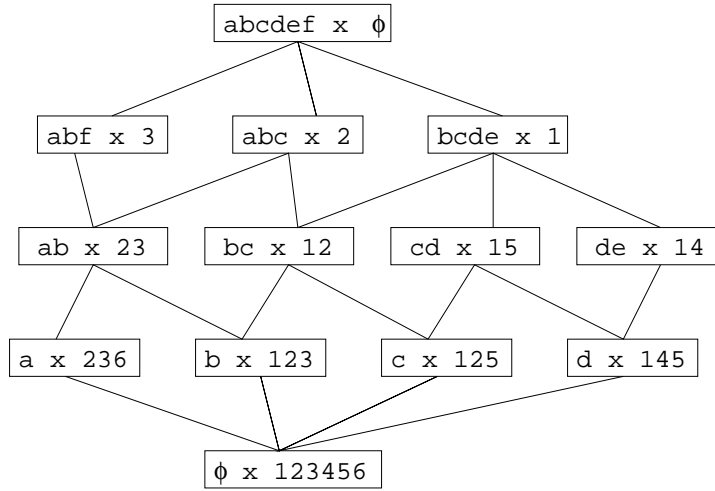 abcdef x ϕ
abf x 3 abc x 2 bcde x 1
ab x 23 bc x 12 cd x 15 de x 14
a x 236 b x 123 c x 125 d x 145
ϕ x 123456